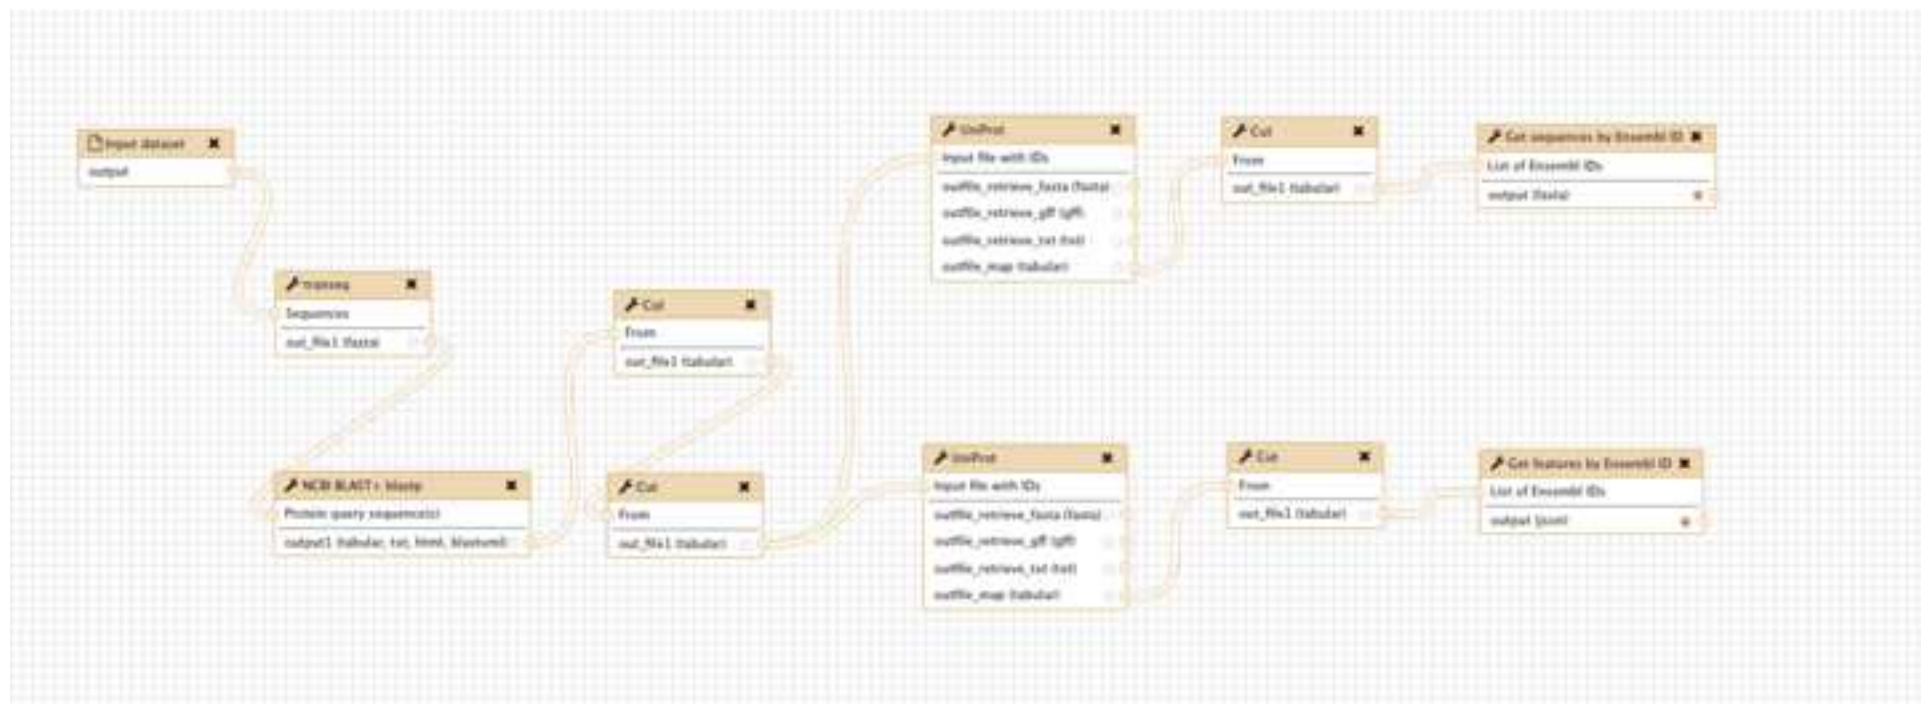 Input dataset
output
transeq
Sequences
out_file1 (fasta)
NCBI BLAST+ blastp
Protein query sequence(s)
output1 (tabular, txt, html, blastxml)
Cut
From
out_file1 (tabular)
Cut
From
out_file1 (tabular)
UniProt
Input file with IDs
outfile_retrieve_fasta (fasta)
outfile_retrieve_gff (gff)
outfile_retrieve_txt (txt)
outfile_map (tabular)
Cut
From
out_file1 (tabular)
Get sequences by Ensembl ID
List of Ensembl IDs
output (fasta)
UniProt
Input file with IDs
outfile_retrieve_fasta (fasta)
outfile_retrieve_gff (gff)
outfile_retrieve_txt (txt)
outfile_map (tabular)
Cut
From
out_file1 (tabular)
Get features by Ensembl ID
List of Ensembl IDs
output (json)